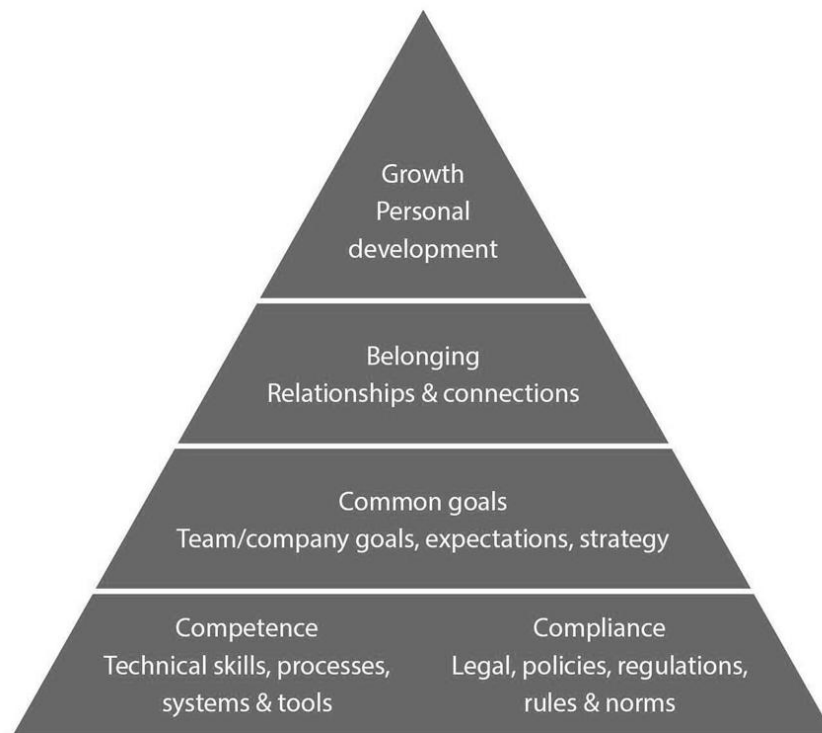 Growth
Personal
development
Belonging
Relationships & connections
Common goals
Team/company goals, expectations, strategy
Competence
Technical skills, processes,
systems & tools
Compliance
Legal, policies, regulations,
rules & norms